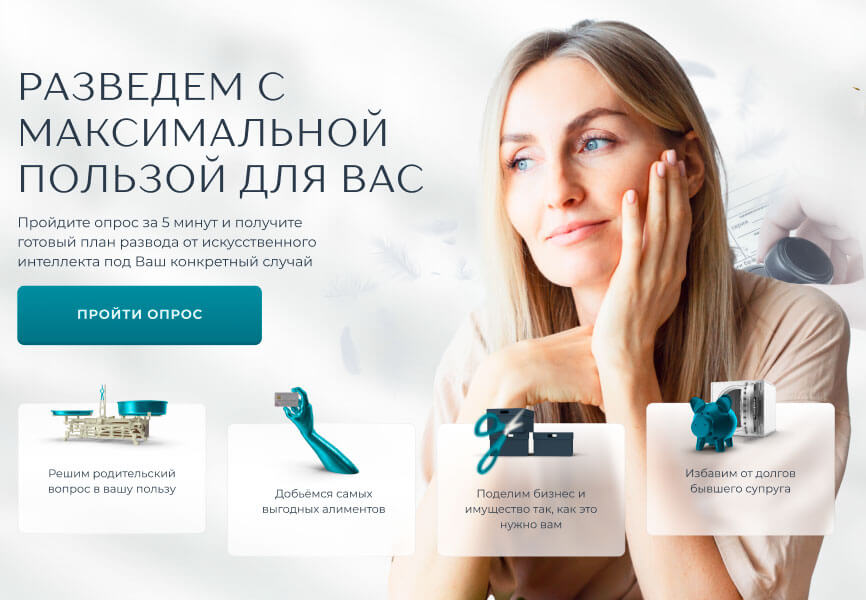 РАЗВЕДЕМ С
МАКСИМАЛЬНОЙ
ПОЛЬЗОЙ ДЛЯ ВАС
Пройдите опрос за 5 минут и получите
готовый план развода от искусственного
интеллекта под Ваш конкретный случай
ПРОЙТИ ОПРОС
Решим родительский
вопрос в вашу пользу
Добьёмся самых
выгодных алиментов
Поделим бизнес и
имущество так, как это
нужно вам
Избавим от долгов
бывшего супруга